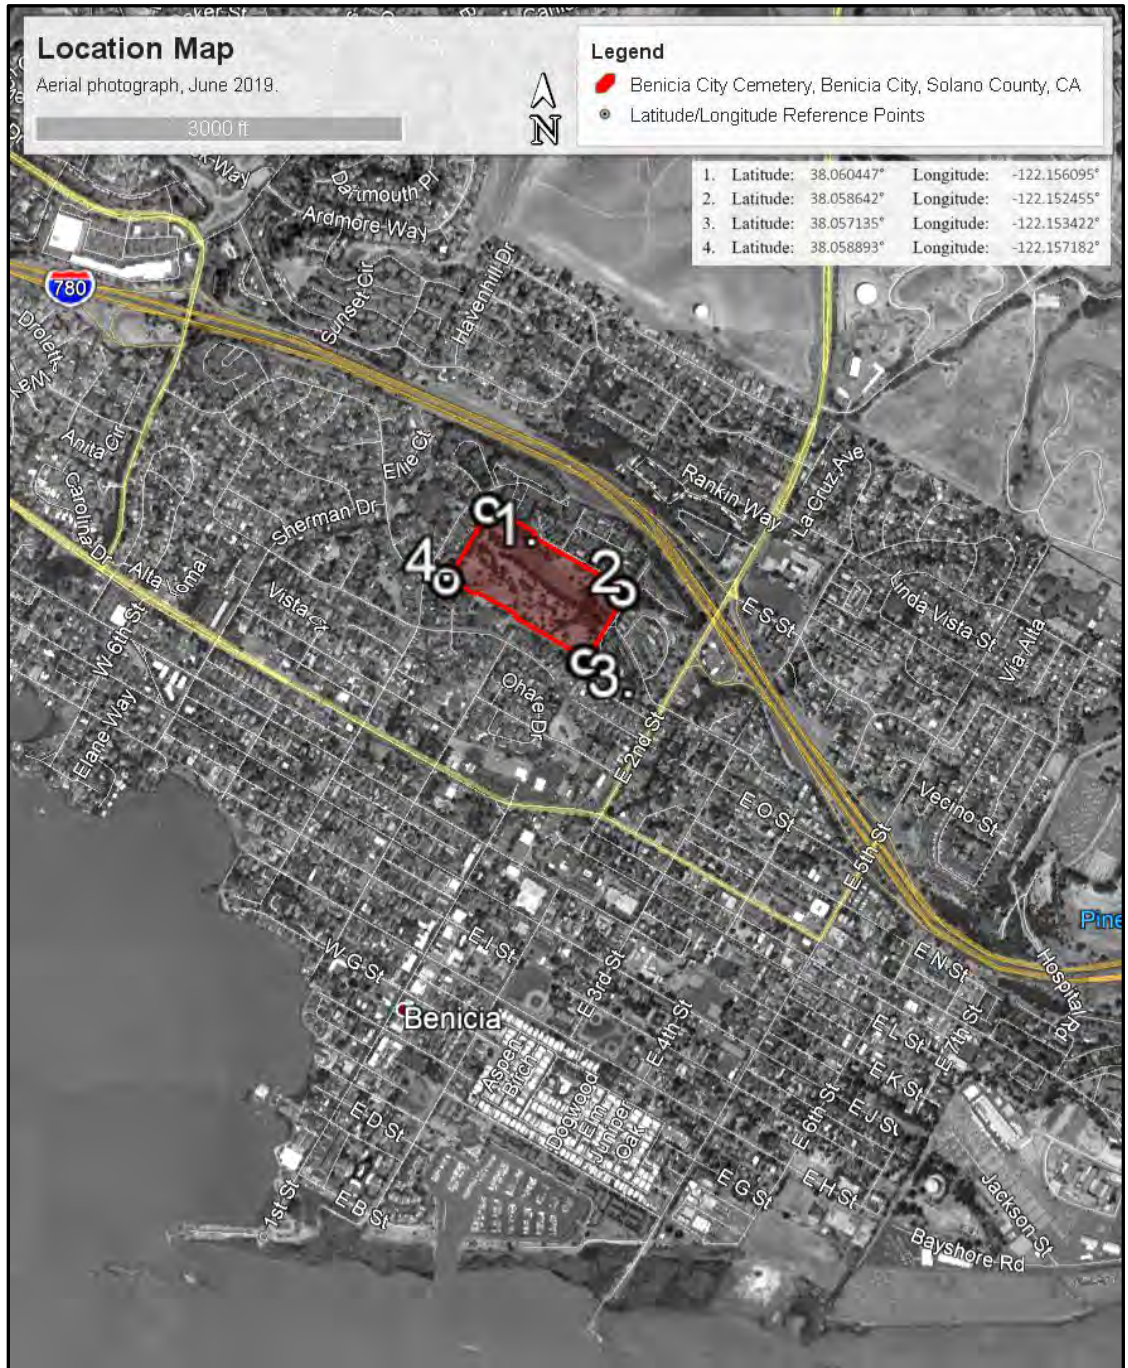 Location Map
Aerial photograph, June 2019.
3000 ft
N
Legend
Benicia City Cemetery, Benicia City, Solano County, CA
Latitude/Longitude Reference Points
1. Latitude: 38.060447° Longitude: -122.156095°
2. Latitude: 38.058642° Longitude: -122.152455°
3. Latitude: 38.057135° Longitude: -122.153422°
4. Latitude: 38.058893° Longitude: -122.157182°
Dartmouth Pl
Ardmore Way
Havenhill Dr
Sunset Cir
780
Drolette Way
Anita Cir
Carolina Dr
Ellie Ct
Sherman Dr
Rankin Way
La Cruz Ave
1.
2
4
3.
Alta Loma
Vista Ct
W 6th St
Elane Way
Ohare Dr
E 2nd St
E S St
Linda Vista St
Via Alta
Vecino St
E O St
E 5th St
Pine
E N St
Hospital Rd
W G St
E I St
E 3rd St
E 4th St
Benicia
E L St
E 7th St
E K St
E J St
E 6th St
Aspen
Birch
Dogwood
Elm
Juniper
Oak
E D St
E G St
E H St
Jackson St
1st St
E B St
Bayshore Rd